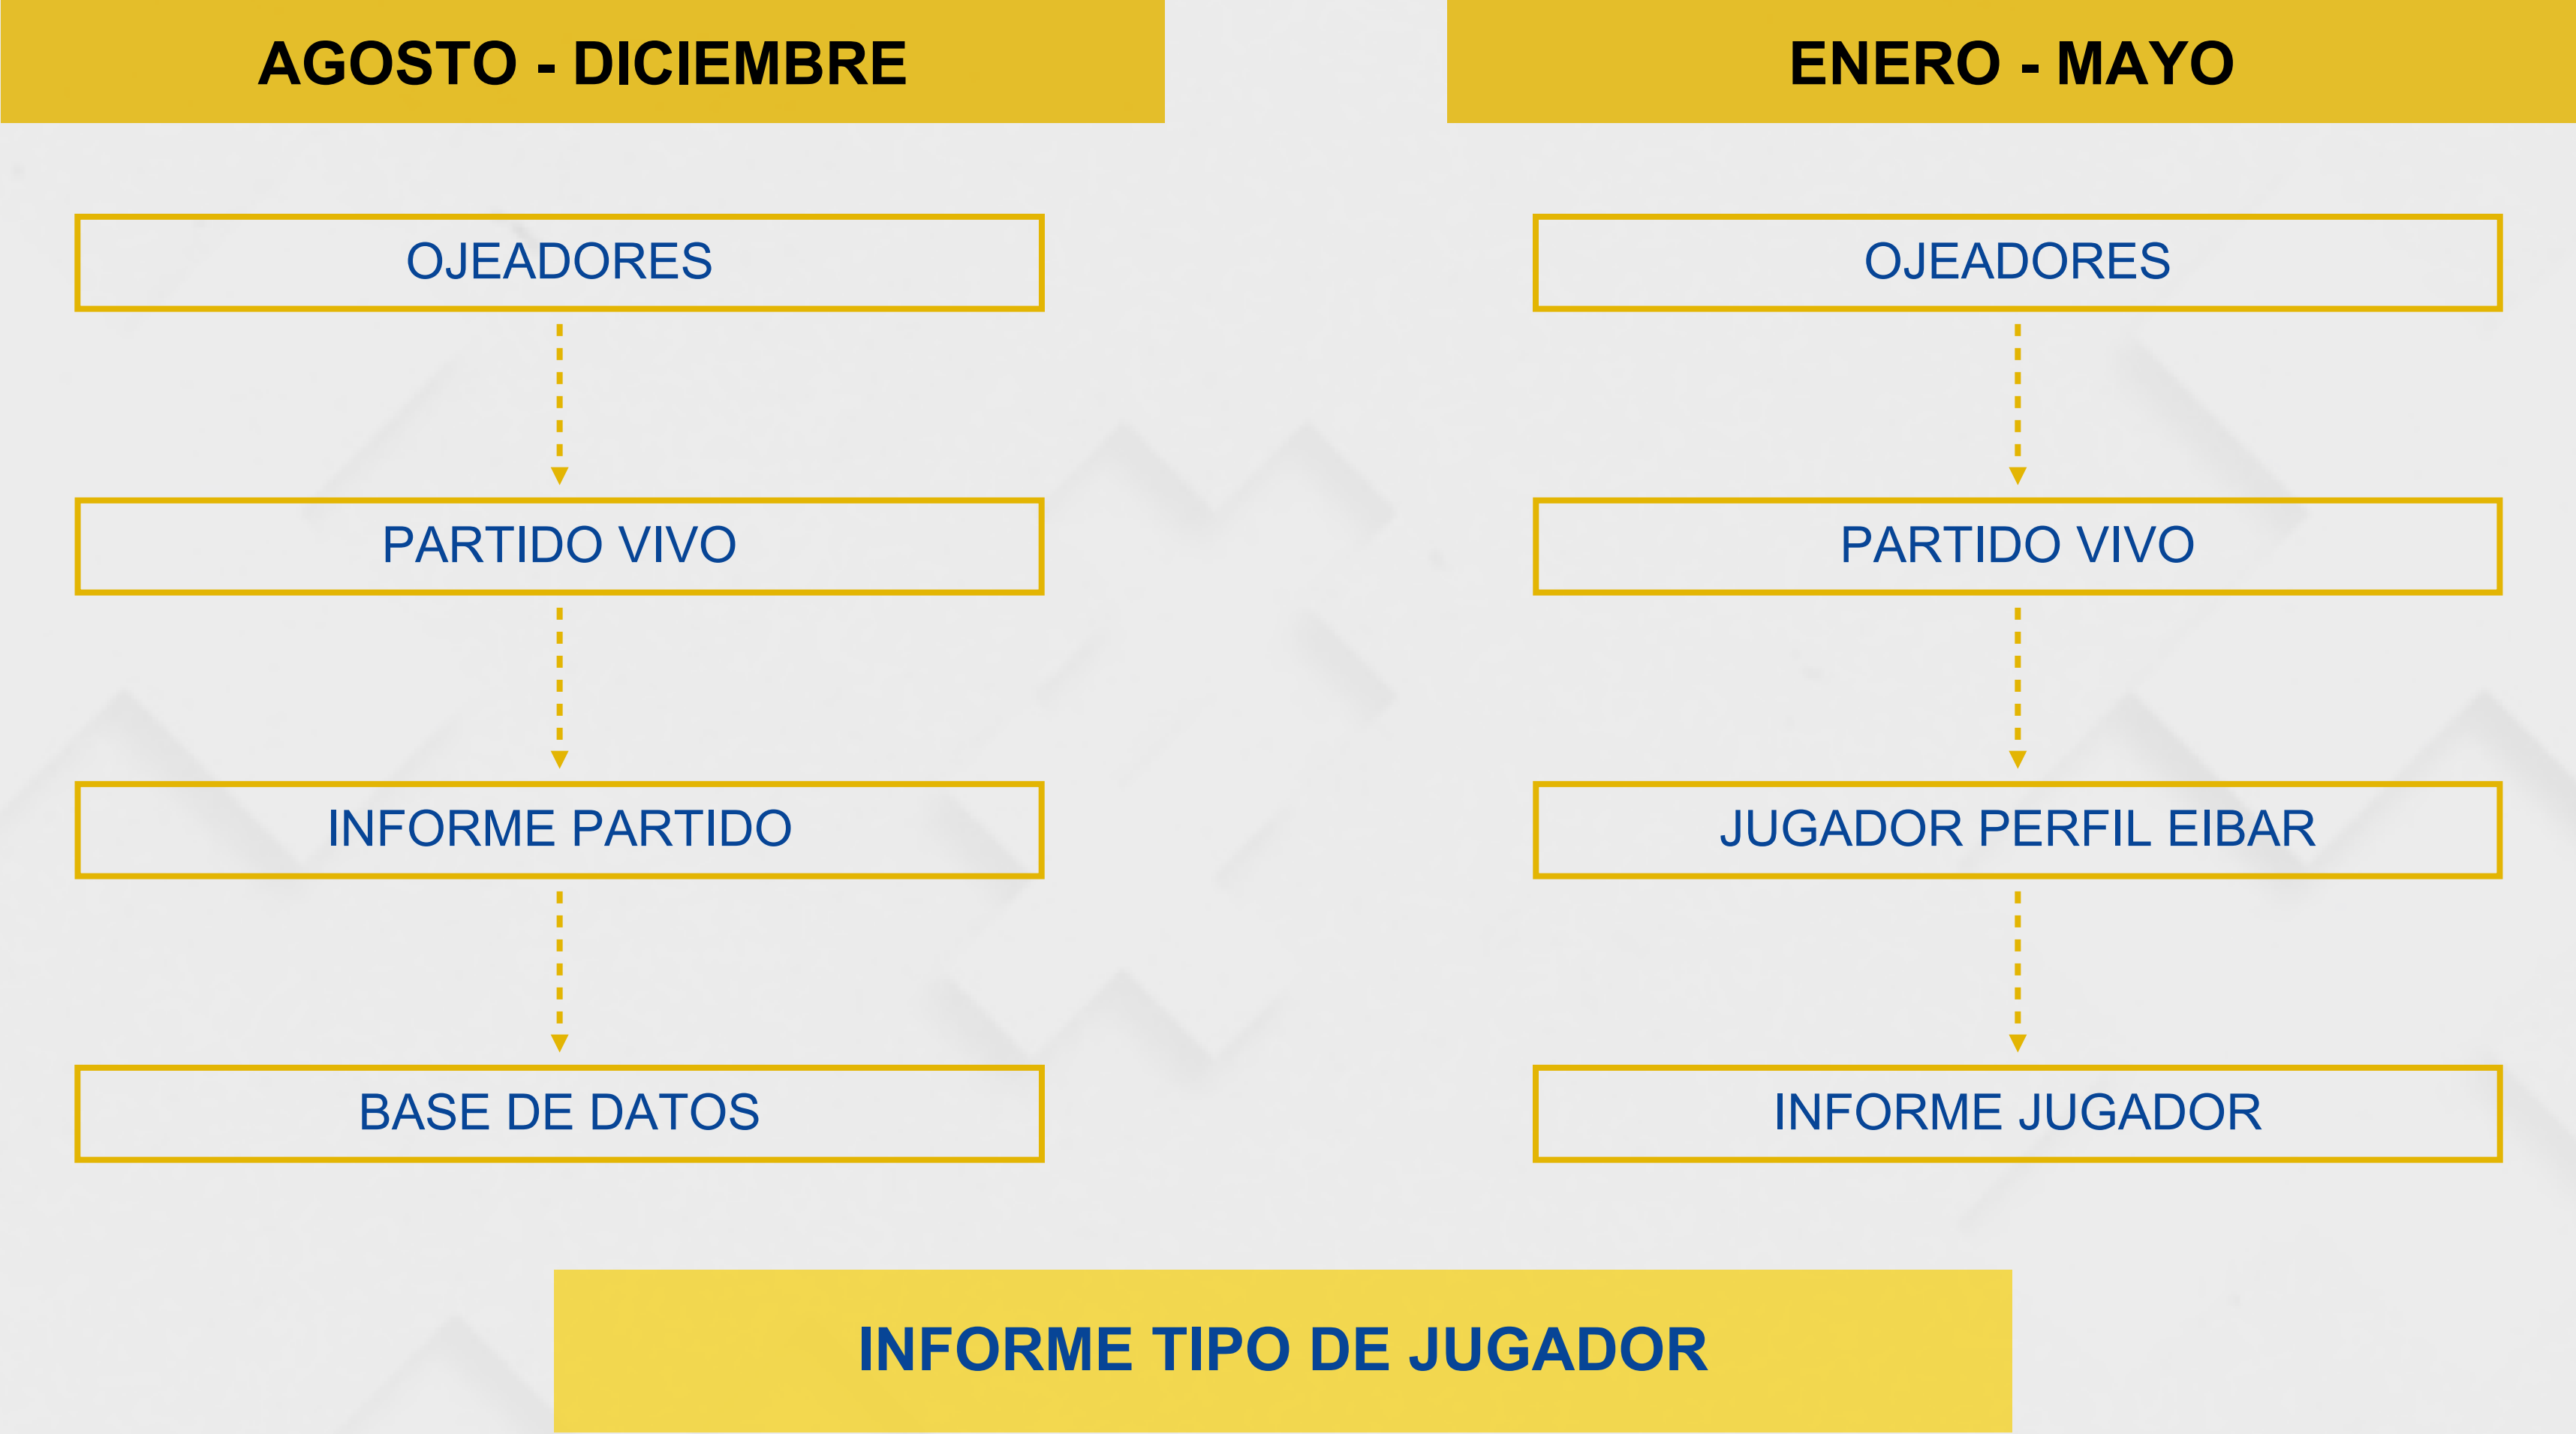 AGOSTO - DICIEMBRE
OJEADORES
PARTIDO VIVO
INFORME PARTIDO
BASE DE DATOS
ENERO - MAYO
OJEADORES
PARTIDO VIVO
JUGADOR PERFIL EIBAR
INFORME JUGADOR
INFORME TIPO DE JUGADOR